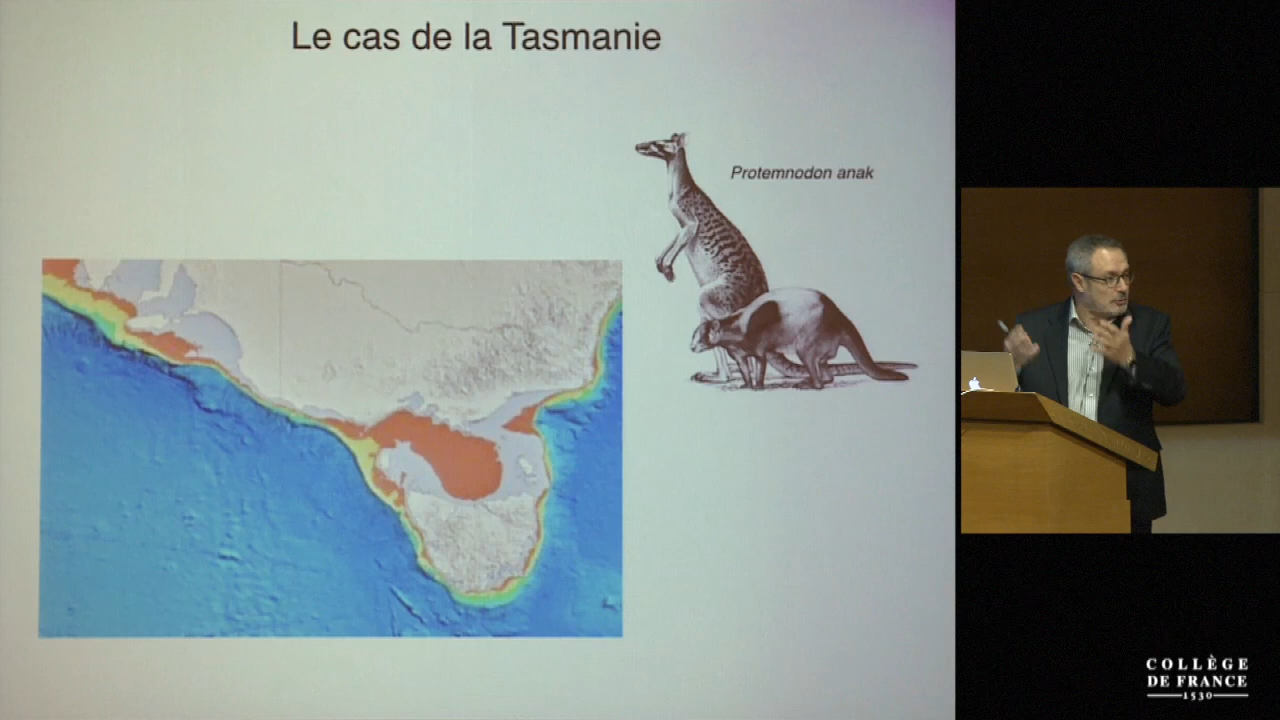 Le cas de la Tasmanie
Protemnodon anak
COLLÈGE
DE FRANCE
1530